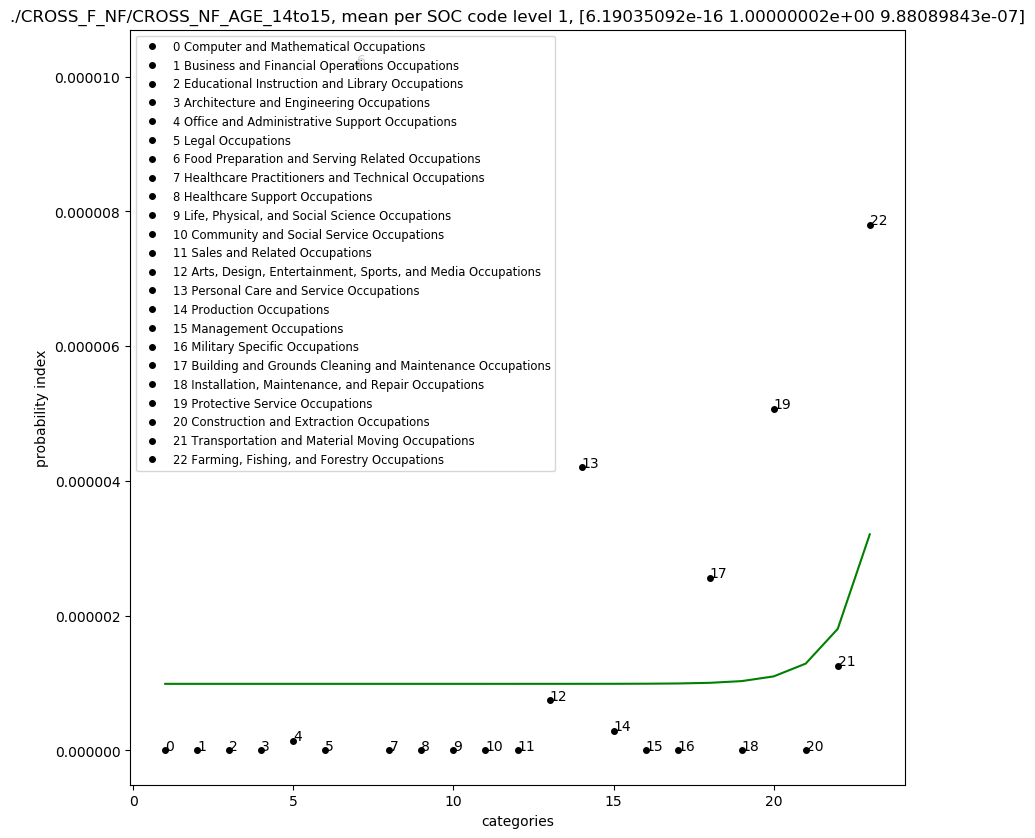 ./CROSS_F_NF/CROSS_NF_AGE_14to15, mean per SOC code level 1, [6.19035092e-16 1.00000002e+00 9.88089843e-07]
0 Computer and Mathematical Occupations
1 Business and Financial Operations Occupations
2 Educational Instruction and Library Occupations
3 Architecture and Engineering Occupations
4 Office and Administrative Support Occupations
5 Legal Occupations
6 Food Preparation and Serving Related Occupations
7 Healthcare Practitioners and Technical Occupations
8 Healthcare Support Occupations
9 Life, Physical, and Social Science Occupations
10 Community and Social Service Occupations
11 Sales and Related Occupations
12 Arts, Design, Entertainment, Sports, and Media Occupations
13 Personal Care and Service Occupations
14 Production Occupations
15 Management Occupations
16 Military Specific Occupations
17 Building and Grounds Cleaning and Maintenance Occupations
18 Installation, Maintenance, and Repair Occupations
19 Protective Service Occupations
20 Construction and Extraction Occupations
21 Transportation and Material Moving Occupations
22 Farming, Fishing, and Forestry Occupations
6
0.000010
0.000008
0.000006
0.000004
0.000002
0.000000
probability index
22
19
13
17
21
12
14
4
0 1 2 3 5 7 8 9 10 11 15 16 18 20
0 5 10 15 20
categories